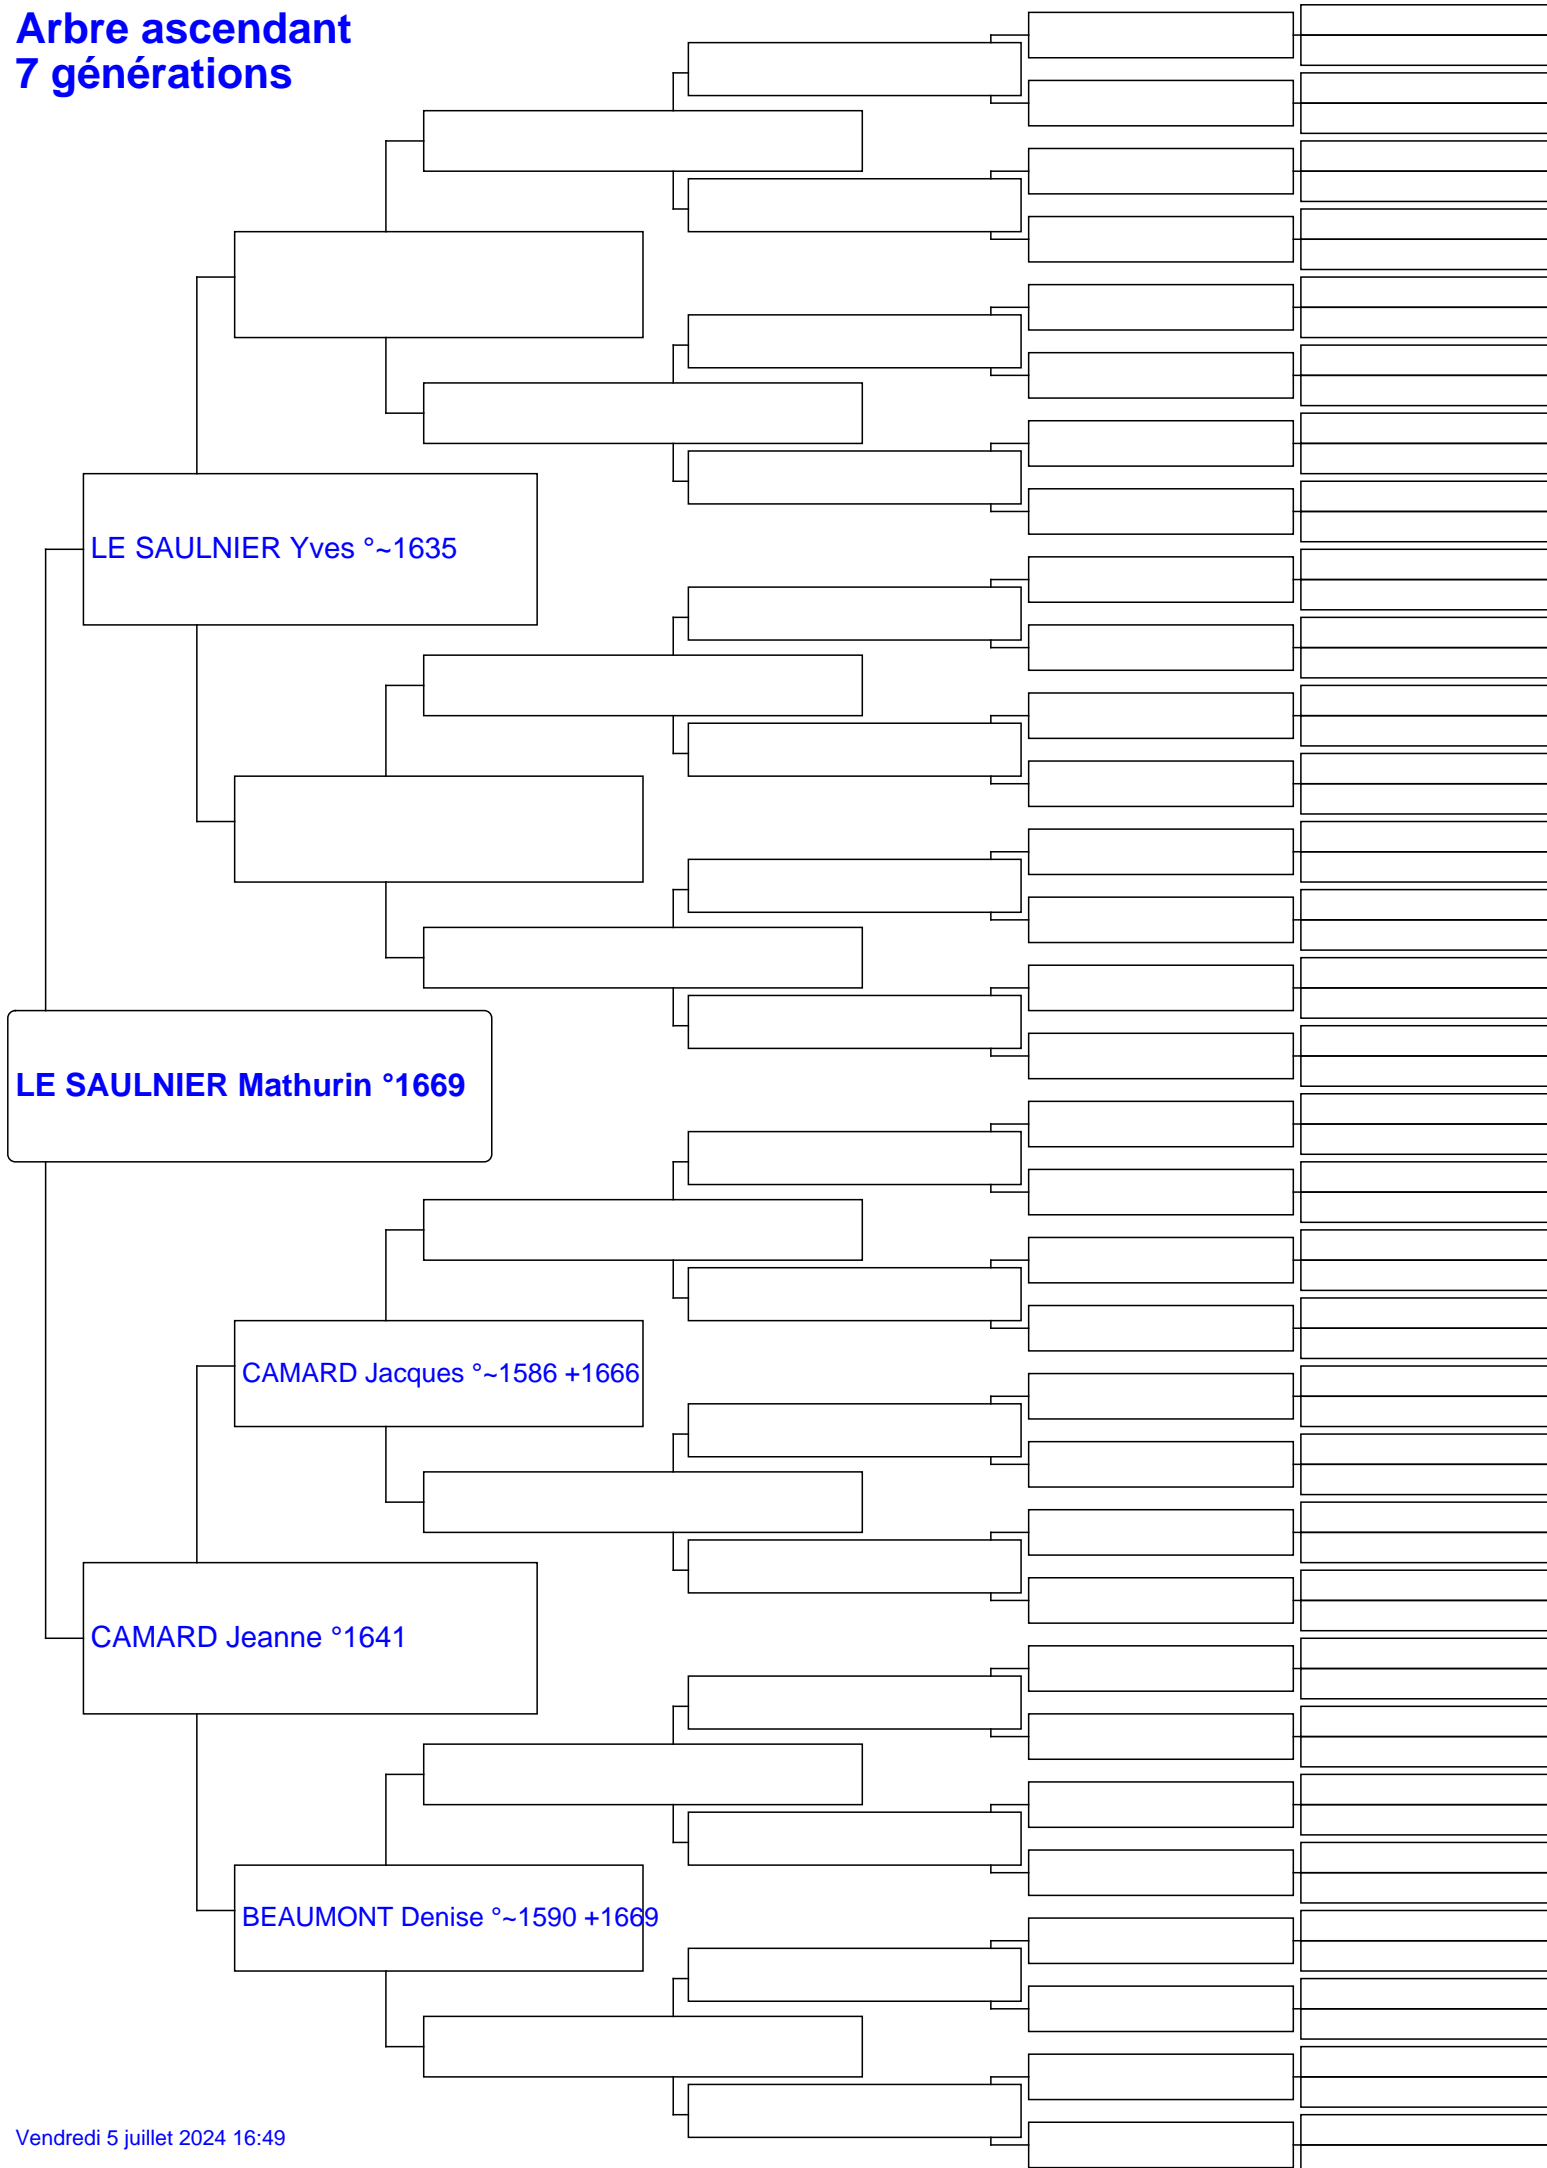 Arbre ascendant
7 générations
LE SAULNIER Yves °~1635
LE SAULNIER Mathurin °1669
CAMARD Jacques °~1586 +1666
CAMARD Jeanne °1641
BEAUMONT Denise °~1590 +1669
Vendredi 5 juillet 2024 16:49